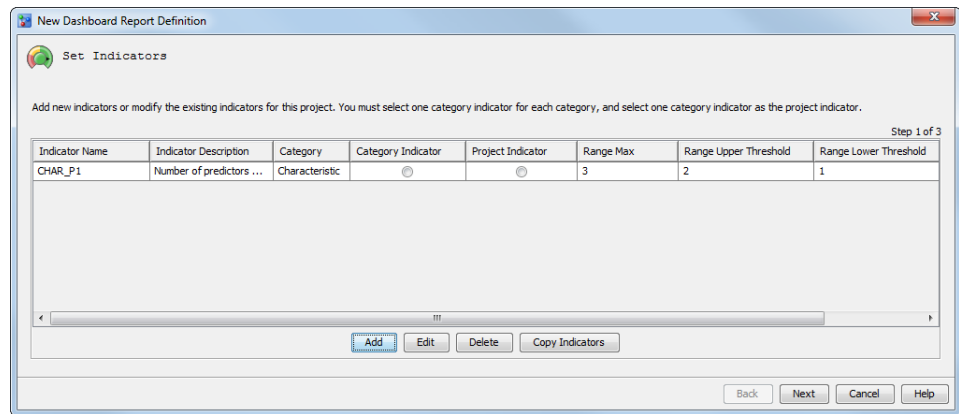 New Dashboard Report Definition
Set Indicators
Add new indicators or modify the existing indicators for this project. You must select one category indicator for each category, and select one category indicator as the project indicator.
Step 1 of 3
Indicator Name Indicator Description Category Category Indicator Project Indicator Range Max Range Upper Threshold Range Lower Threshold
CHAR_P1 Number of predictors ... Characteristic 3 2 1
Add Edit Delete Copy Indicators
Back Next Cancel Help